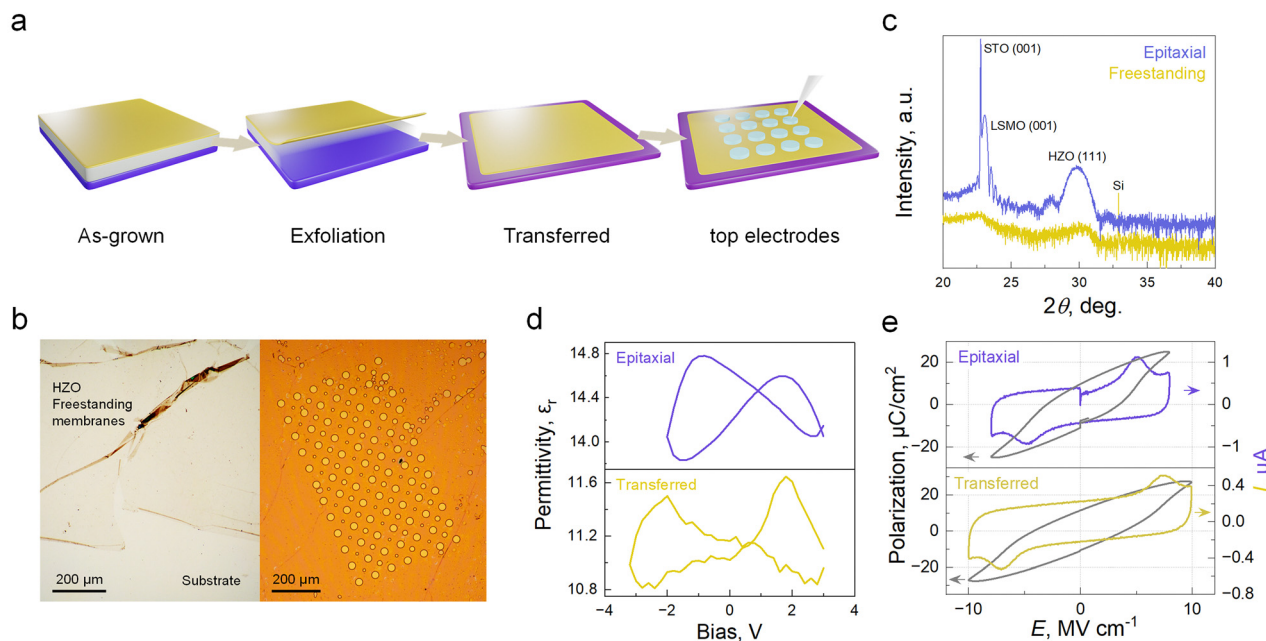 a
As-grown
Exfoliation
Transferred
top electrodes
b
HZO
Freestanding
membranes
200 μm
Substrate
200 μm
c
Intensity, a.u.
STO (001)
LSMO (001)
HZO (111)
Si
Epitaxial
Freestanding
20
25
30
35
40
2θ, deg.
d
Permittivity, εr
14.8
14.4
14.0
11.6
11.2
10.8
Epitaxial
Transferred
−4
−2
0
2
4
Bias, V
e
Polarization, μC/cm²
20
0
−20
20
0
−20
Epitaxial
Transferred
1
0
−1
0.4
0.0
−0.4
−0.8
μA
−10
0
10
E, MV cm⁻¹